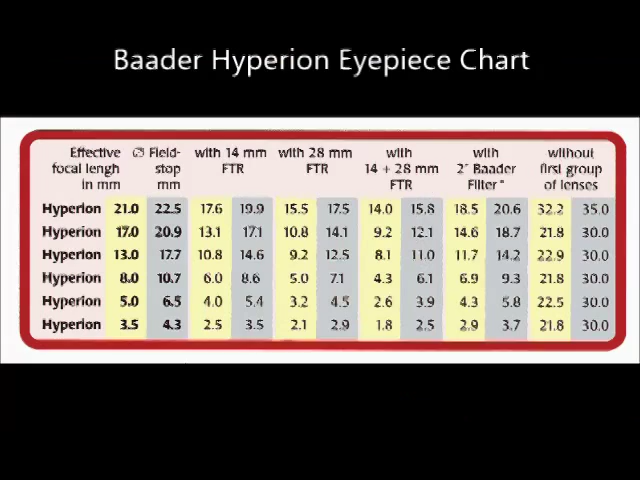 Baader Hyperion Eyepiece Chart
Effective focal lengh in mm ∅ Field-stop mm with 14 mm FTR with 28 mm FTR with 14 + 28 mm FTR with 2" Baader Filter* without first group of lenses
Hyperion 21.0 22.5 17.6 19.9 15.5 17.5 14.0 15.8 18.5 20.6 32.2 35.0
Hyperion 17.0 20.9 13.1 17.1 10.8 14.1 9.2 12.1 14.6 18.7 21.8 30.0
Hyperion 13.0 17.7 10.8 14.6 9.2 12.5 8.1 11.0 11.7 14.2 22.9 30.0
Hyperion 8.0 10.7 6.0 8.6 5.0 7.1 4.3 6.1 6.9 9.3 21.8 30.0
Hyperion 5.0 6.5 4.0 5.4 3.2 4.5 2.6 3.9 4.3 5.8 22.5 30.0
Hyperion 3.5 4.3 2.5 3.5 2.1 2.9 1.8 2.5 2.9 3.7 21.8 30.0